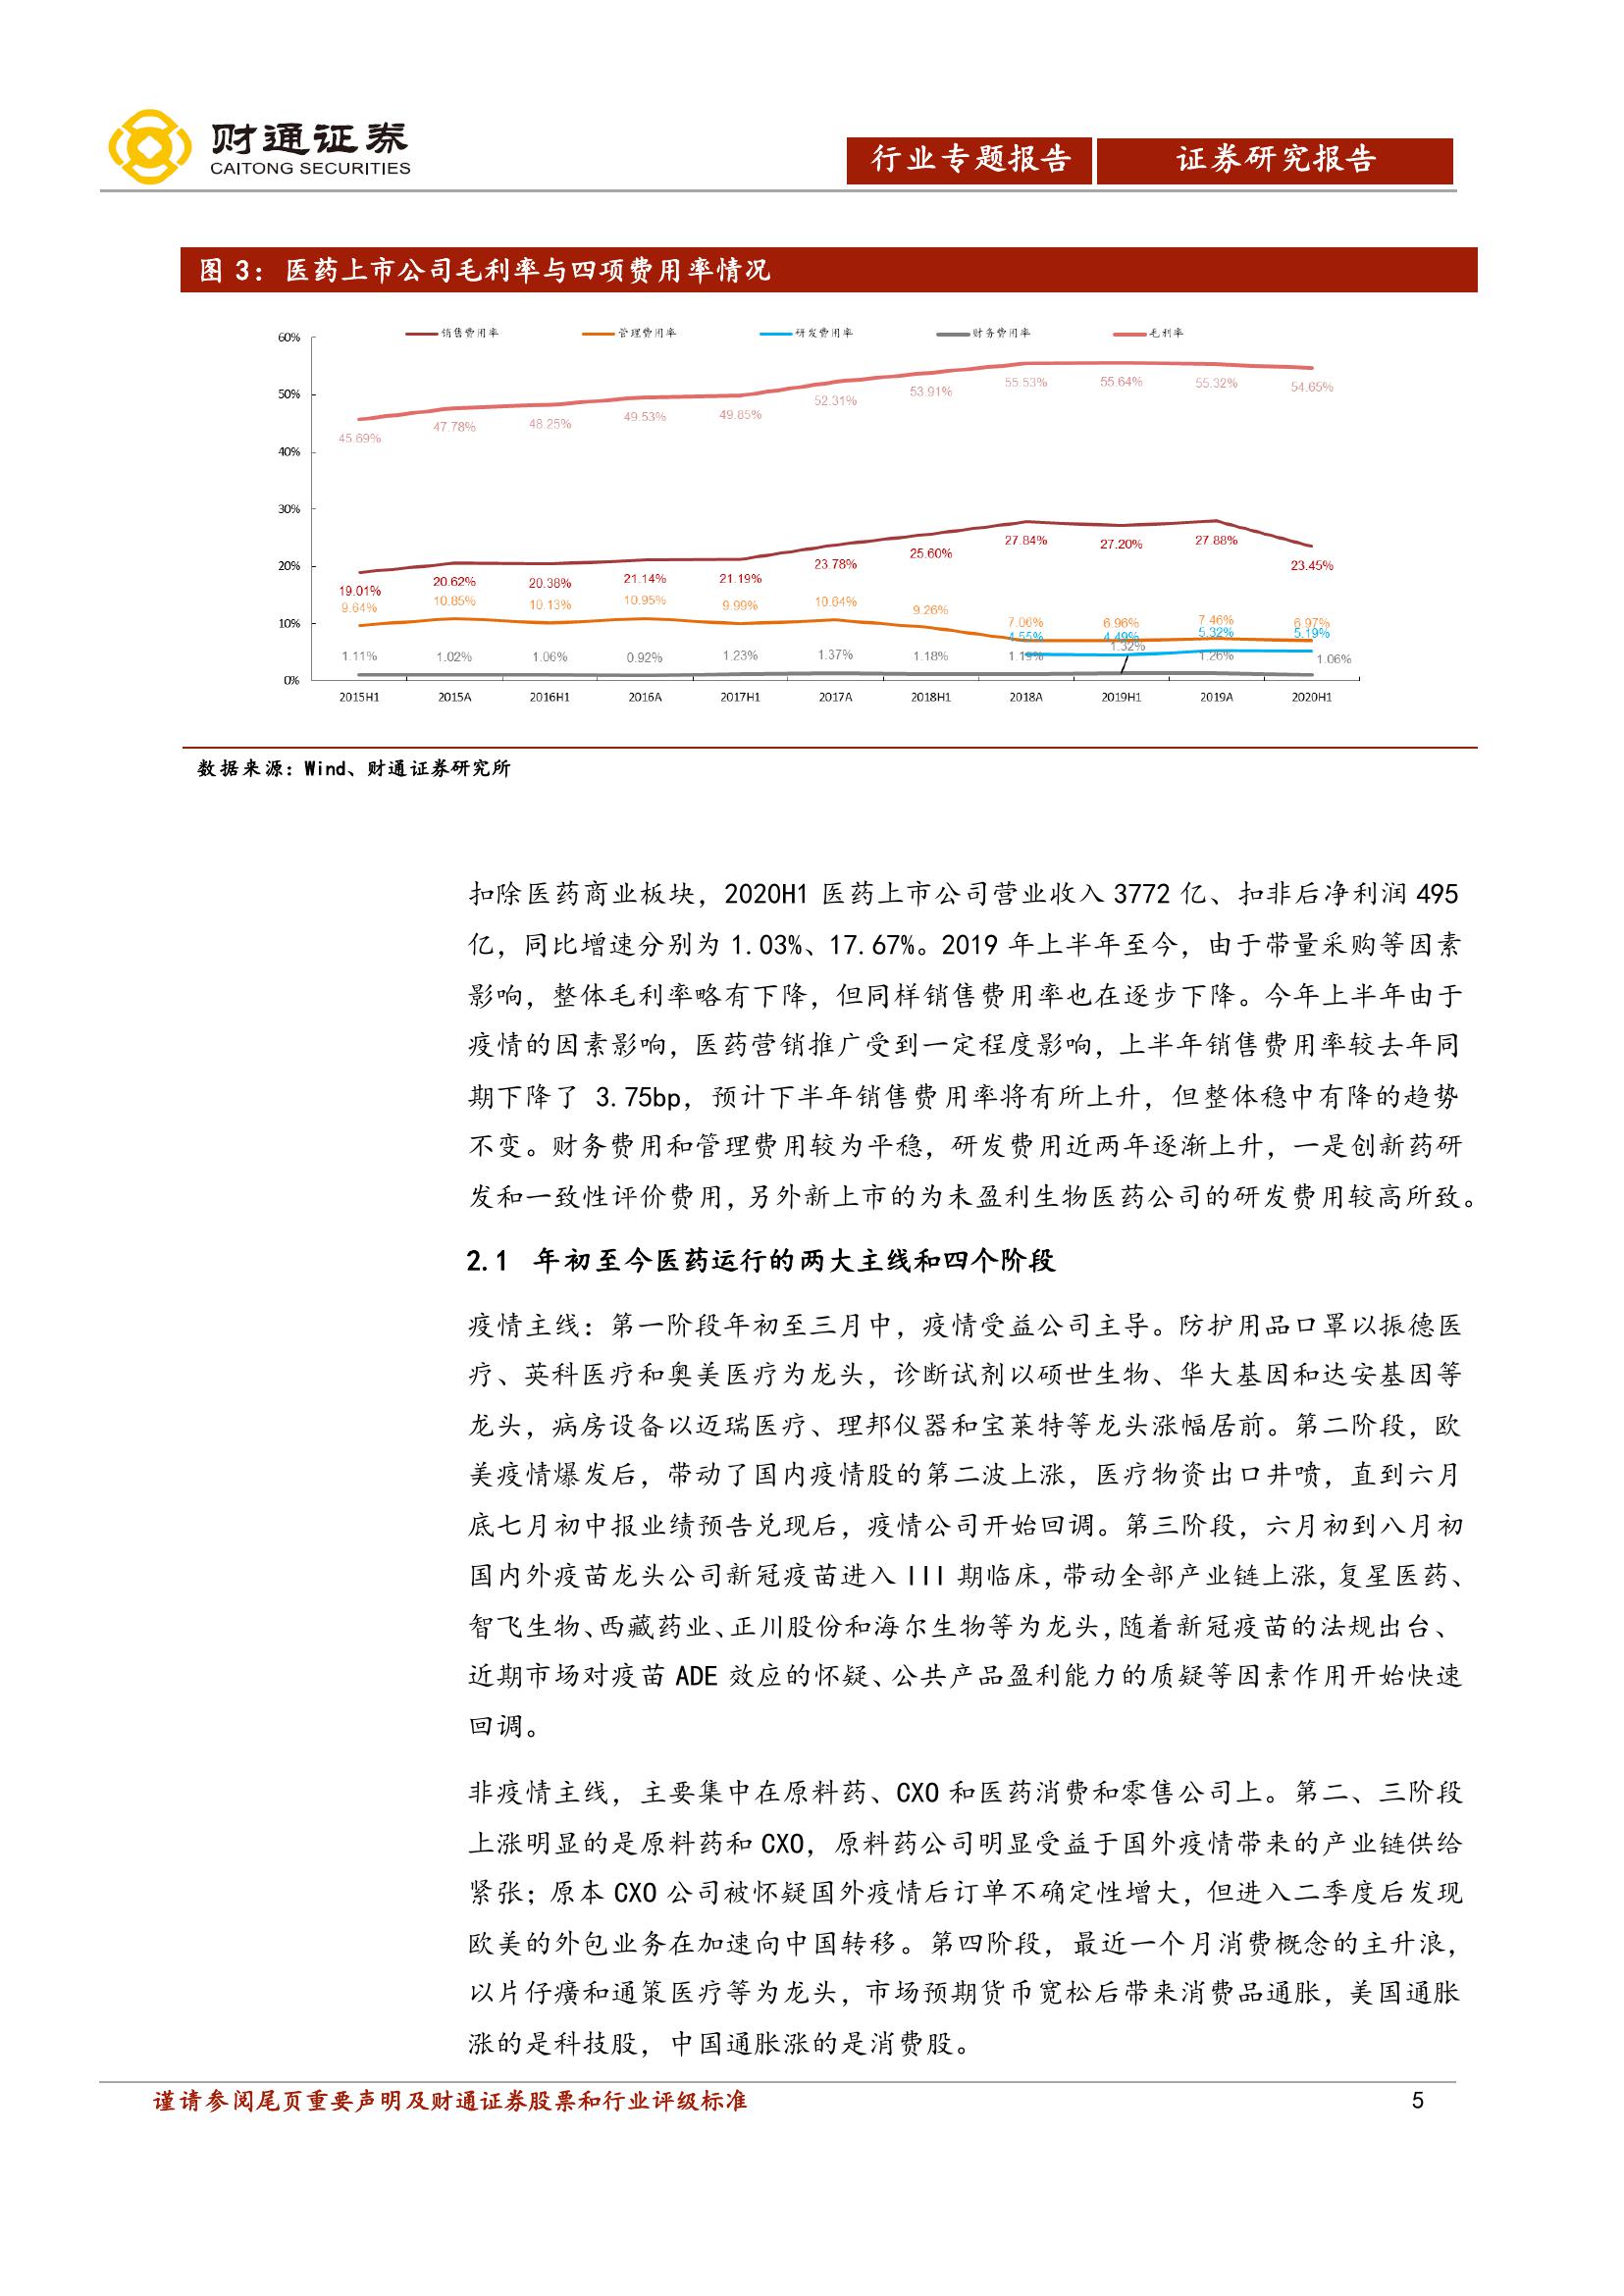 财通证券
CAITONG SECURITIES
行业专题报告 证券研究报告
图 3：医药上市公司毛利率与四项费用率情况
销售费用率 管理费用率 研发费用率 财务费用率 毛利率
60%
50%
40%
30%
20%
10%
0%
45.69% 47.78% 48.25% 49.53% 49.85% 52.31% 53.91% 55.53% 55.64% 55.32% 54.65%
19.01% 20.62% 20.38% 21.14% 21.19% 23.78% 25.60% 27.84% 27.20% 27.88% 23.45%
9.64% 10.85% 10.13% 10.95% 9.99% 10.64% 9.26% 7.06% 6.96% 7.46% 6.97%
4.55% 4.49% 5.32% 5.19%
1.11% 1.02% 1.06% 0.92% 1.23% 1.37% 1.18% 1.19% 1.32% 1.26% 1.06%
2015H1 2015A 2016H1 2016A 2017H1 2017A 2018H1 2018A 2019H1 2019A 2020H1
数据来源：Wind、财通证券研究所
扣除医药商业板块，2020H1 医药上市公司营业收入 3772 亿、扣非后净利润 495
亿，同比增速分别为 1.03%、17.67%。2019 年上半年至今，由于带量采购等因素
影响，整体毛利率略有下降，但同样销售费用率也在逐步下降。今年上半年由于
疫情的因素影响，医药营销推广受到一定程度影响，上半年销售费用率较去年同
期下降了 3.75bp，预计下半年销售费用率将有所上升，但整体稳中有降的趋势
不变。财务费用和管理费用较为平稳，研发费用近两年逐渐上升，一是创新药研
发和一致性评价费用，另外新上市的为未盈利生物医药公司的研发费用较高所致。
2.1 年初至今医药运行的两大主线和四个阶段
疫情主线：第一阶段年初至三月中，疫情受益公司主导。防护用品口罩以振德医
疗、英科医疗和奥美医疗为龙头，诊断试剂以硕世生物、华大基因和达安基因等
龙头，病房设备以迈瑞医疗、理邦仪器和宝莱特等龙头涨幅居前。第二阶段，欧
美疫情爆发后，带动了国内疫情股的第二波上涨，医疗物资出口井喷，直到六月
底七月初中报业绩预告兑现后，疫情公司开始回调。第三阶段，六月初到八月初
国内外疫苗龙头公司新冠疫苗进入 III 期临床，带动全部产业链上涨，复星医药、
智飞生物、西藏药业、正川股份和海尔生物等为龙头，随着新冠疫苗的法规出台、
近期市场对疫苗 ADE 效应的怀疑、公共产品盈利能力的质疑等因素作用开始快速
回调。
非疫情主线，主要集中在原料药、CXO 和医药消费和零售公司上。第二、三阶段
上涨明显的是原料药和 CXO，原料药公司明显受益于国外疫情带来的产业链供给
紧张；原本 CXO 公司被怀疑国外疫情后订单不确定性增大，但进入二季度后发现
欧美的外包业务在加速向中国转移。第四阶段，最近一个月消费概念的主升浪，
以片仔癀和通策医疗等为龙头，市场预期货币宽松后带来消费品通胀，美国通胀
涨的是科技股，中国通胀涨的是消费股。
谨请参阅尾页重要声明及财通证券股票和行业评级标准 5